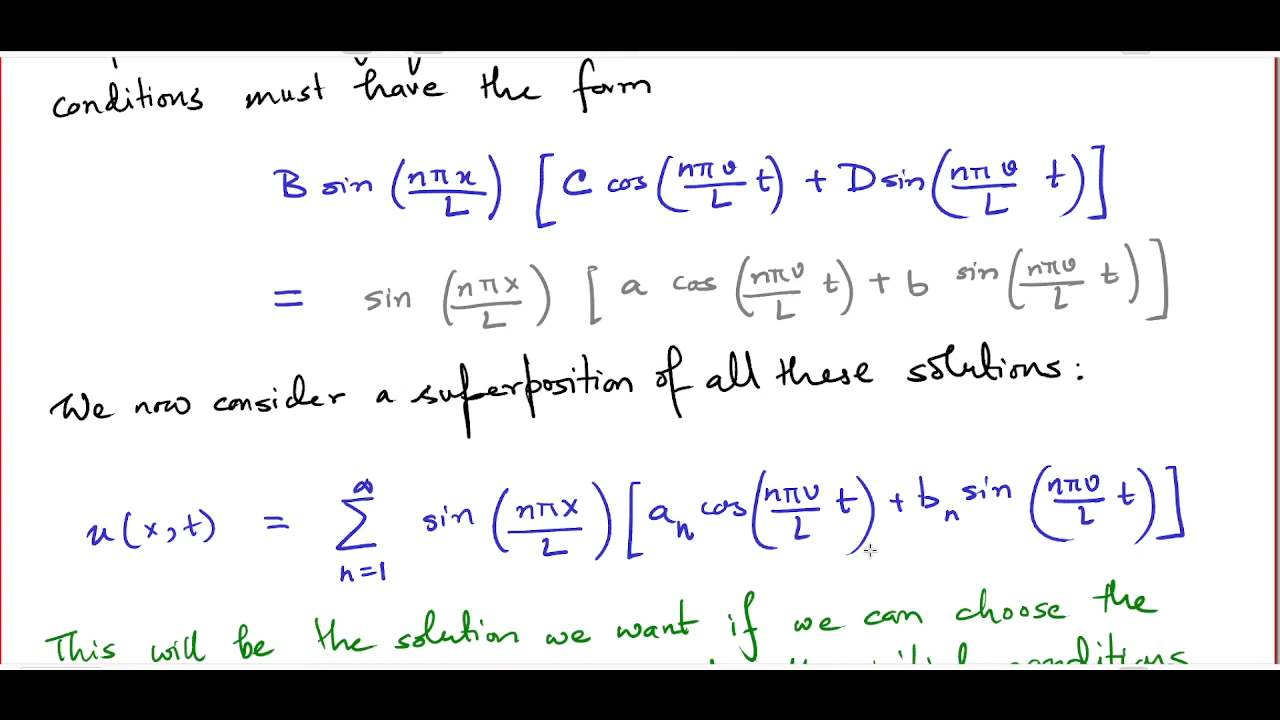 conditions must have the form
B sin (nπx/L) [C cos (nπv/L t) + D sin (nπv/L t)]
= sin (nπx/L) [a cos (nπv/L t) + b sin (nπv/L t)]
We now consider a superposition of all these solutions:
u(x,t) = ∑_{n=1}^{∞} sin (nπx/L) [a_n cos (nπv/L t) + b_n sin (nπv/L t)]
This will be the solution we want if we can choose the
conditions